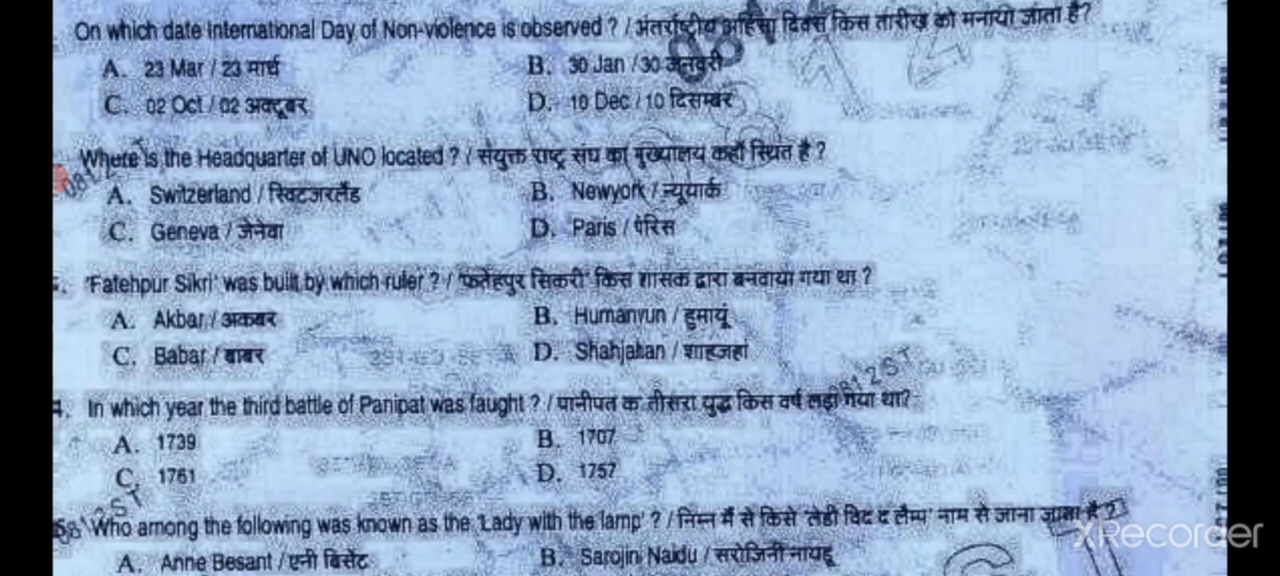 On which date International Day of Non-violence is observed ? / अंतर्राष्ट्रीय अहिंसा दिवस किस तारीख को मनाया जाता है?
A. 23 Mar / 23 मार्च
B. 30 Jan / 30 जनवरी
C. 02 Oct / 02 अक्टूबर
D. 10 Dec / 10 दिसम्बर
Where is the Headquarter of UNO located ? / संयुक्त राष्ट्र संघ का मुख्यालय कहाँ स्थित है ?
A. Switzerland / स्विटजरलैंड
B. Newyork / न्यूयार्क
C. Geneva / जेनेवा
D. Paris / पेरिस
'Fatehpur Sikri' was built by which ruler ? / 'फतेहपुर सिकरी' किस शासक द्वारा बनवाया गया था ?
A. Akbar / अकबर
B. Humanyun / हुमायूं
C. Babar / बाबर
D. Shahjahan / शाहजहां
4. In which year the third battle of Panipat was faught ? / पानीपत क तीसरा युद्ध किस वर्ष लड़ा गया था?
A. 1739
B. 1707
C. 1761
D. 1757
Who among the following was known as the 'Lady with the lamp' ? / निम्न में से किसे 'लेडी विद द लैम्प' नाम से जाना जाता है ?
A. Anne Besant / एनी बिसेंट
B. Sarojini Naidu / सरोजिनी नायडू
XRecorder